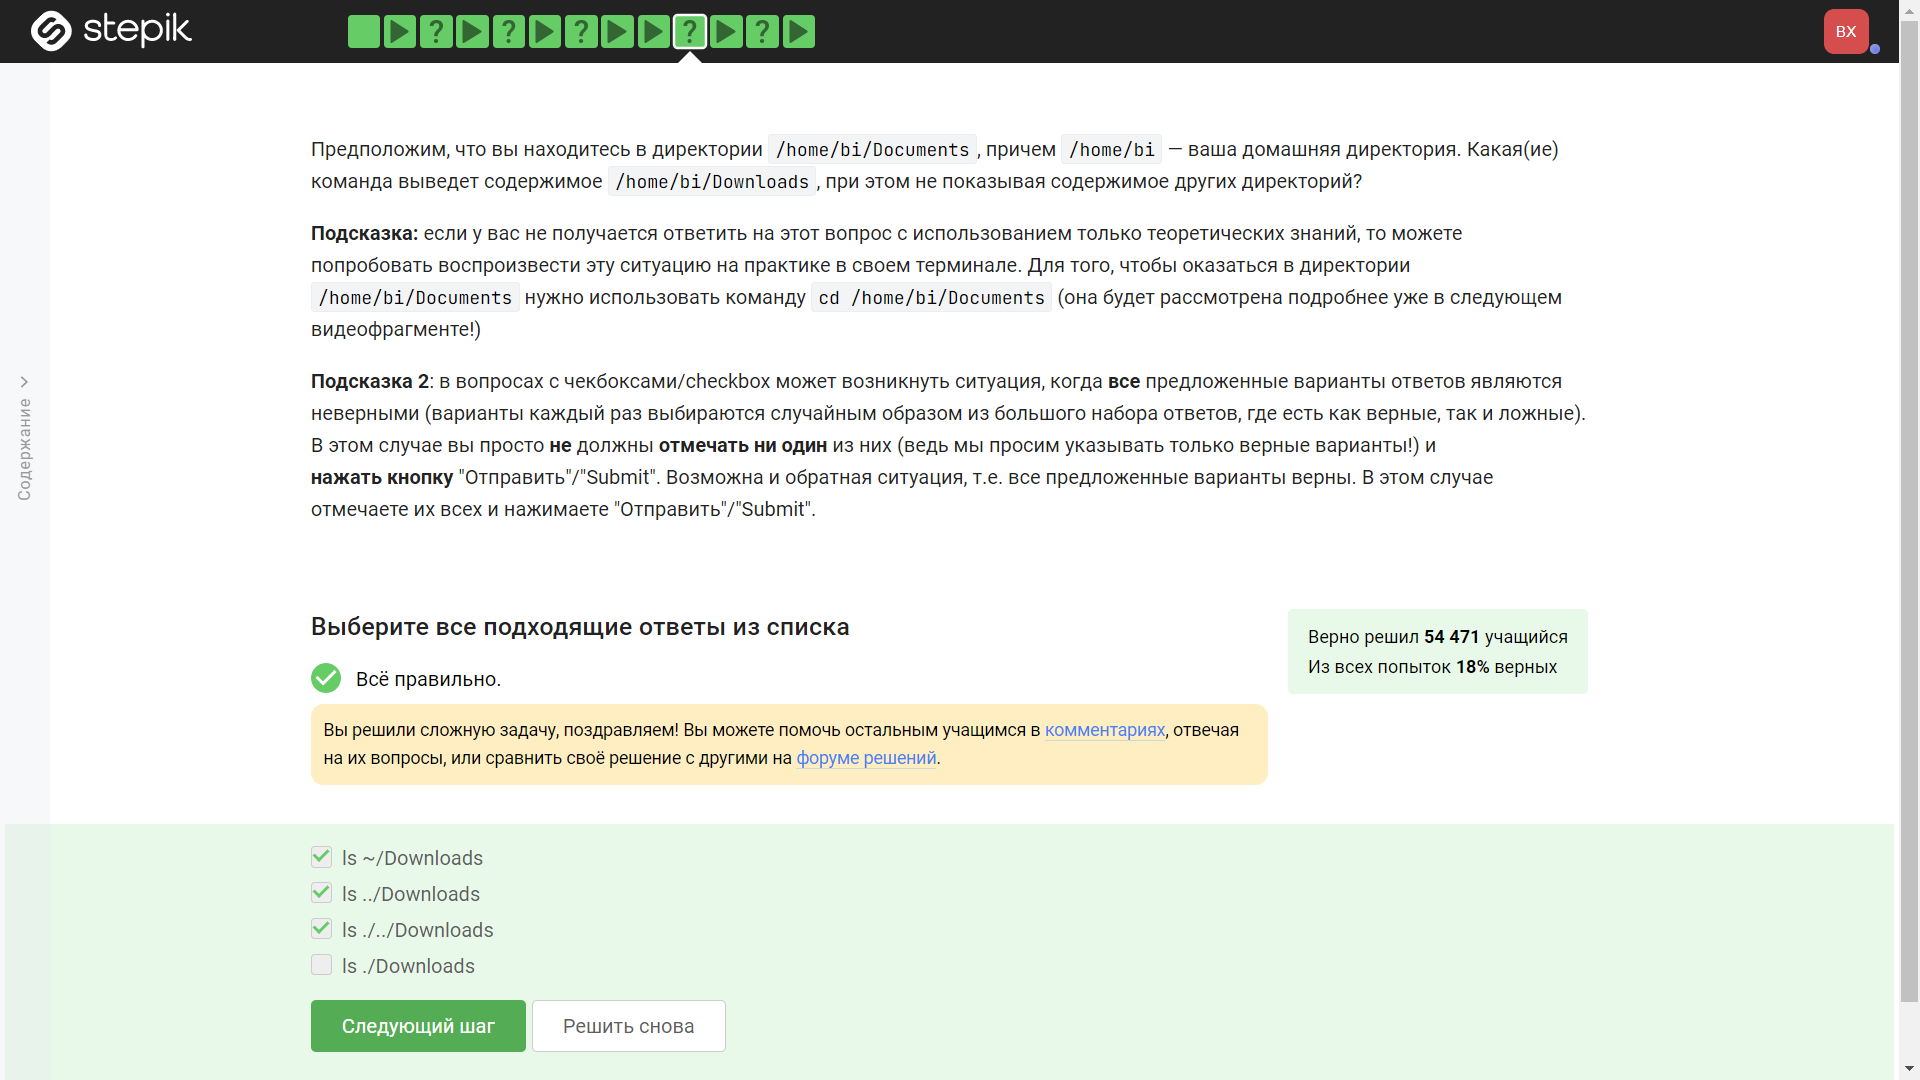 stepik
? ? ? ? ?
ВХ
Содержание
Предположим, что вы находитесь в директории /home/bi/Documents, причем /home/bi — ваша домашняя директория. Какая(ие)
команда выведет содержимое /home/bi/Downloads, при этом не показывая содержимое других директорий?
Подсказка: если у вас не получается ответить на этот вопрос с использованием только теоретических знаний, то можете
попробовать воспроизвести эту ситуацию на практике в своем терминале. Для того, чтобы оказаться в директории
/home/bi/Documents нужно использовать команду cd /home/bi/Documents (она будет рассмотрена подробнее уже в следующем
видеофрагменте!)
Подсказка 2: в вопросах с чекбоксами/checkbox может возникнуть ситуация, когда все предложенные варианты ответов являются
неверными (варианты каждый раз выбираются случайным образом из большого набора ответов, где есть как верные, так и ложные).
В этом случае вы просто не должны отмечать ни один из них (ведь мы просим указывать только верные варианты!) и
нажать кнопку "Отправить"/"Submit". Возможна и обратная ситуация, т.е. все предложенные варианты верны. В этом случае
отмечаете их всех и нажимаете "Отправить"/"Submit".
Выберите все подходящие ответы из списка
Верно решил 54 471 учащийся
Из всех попыток 18% верных
Всё правильно.
Вы решили сложную задачу, поздравляем! Вы можете помочь остальным учащимся в комментариях, отвечая
на их вопросы, или сравнить своё решение с другими на форуме решений.
ls ~/Downloads
ls ../Downloads
ls ./../Downloads
ls ./Downloads
Следующий шаг
Решить снова